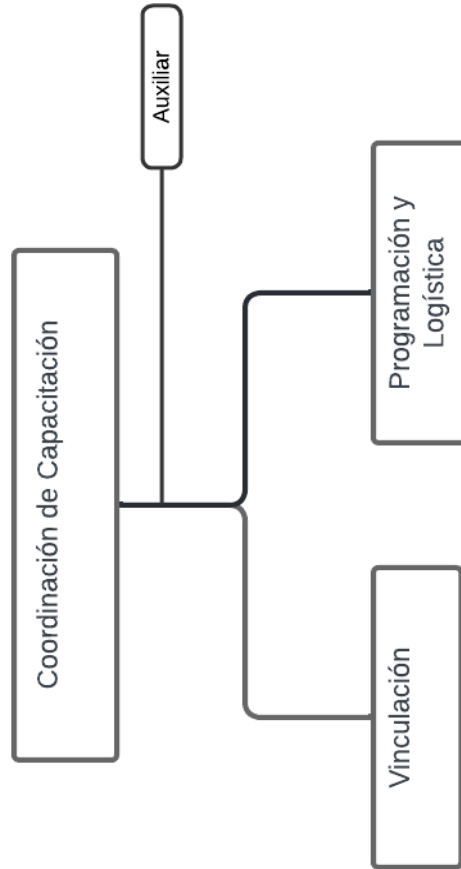 Coordinación de Capacitación
Auxiliar
Vinculación
Programación y
Logística